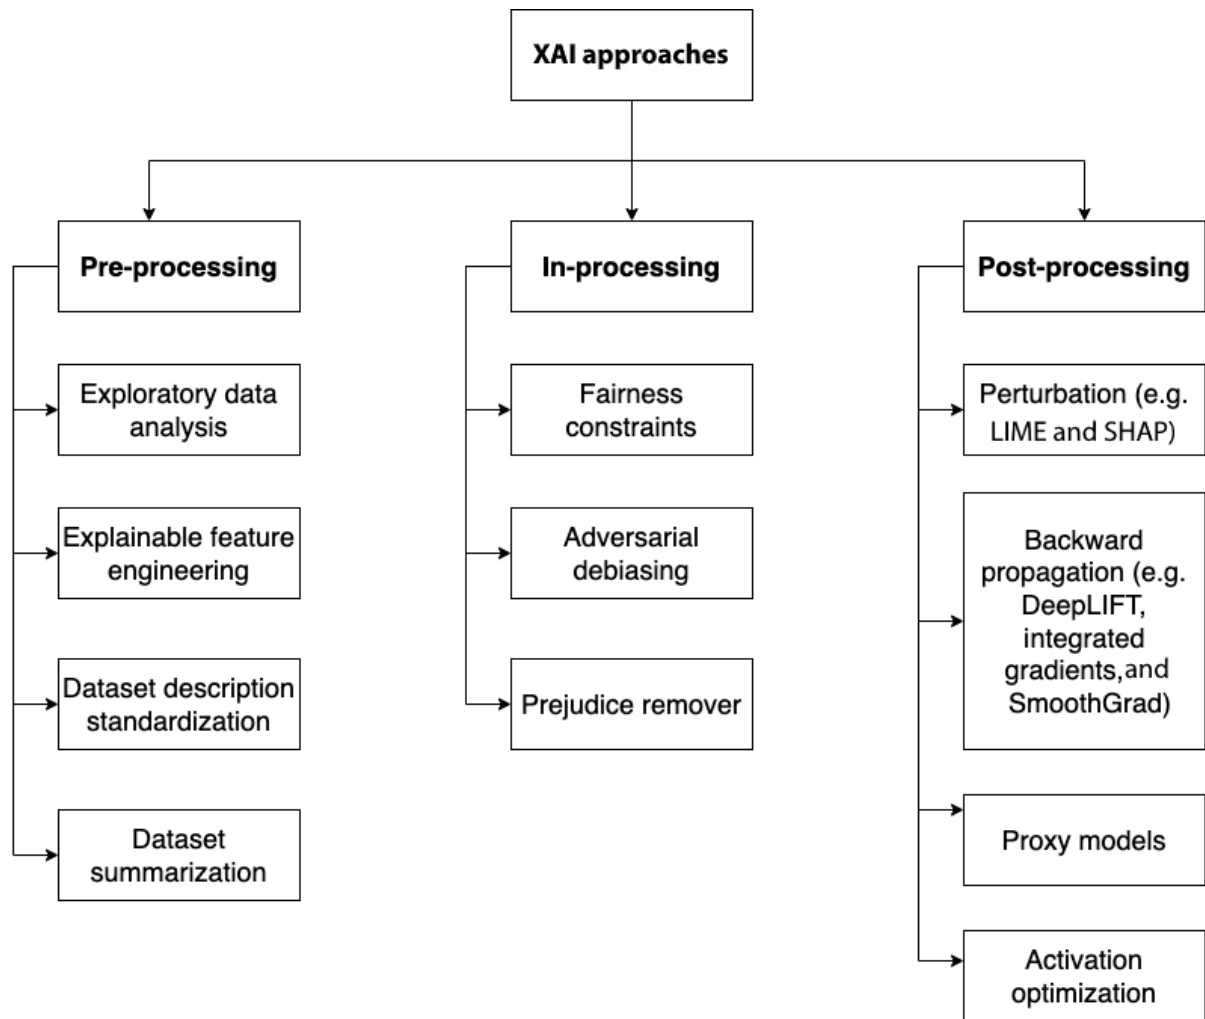 XAI approaches
Pre-processing
Exploratory data
analysis
Explainable feature
engineering
Dataset description
standardization
Dataset
summarization
In-processing
Fairness
constraints
Adversarial
debiasing
Prejudice remover
Post-processing
Perturbation (e.g.
LIME and SHAP)
Backward
propagation (e.g.
DeepLIFT,
integrated
gradients,and
SmoothGrad)
Proxy models
Activation
optimization